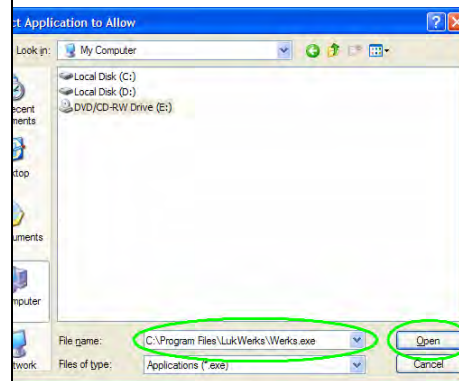 ct Application to Allow
Look in: My Computer
Local Disk (C:)
Local Disk (D:)
DVD/CD-RW Drive (E:)
ecent
ments
ktop
uments
mputer
twork
File name: C:\Program Files\LukWerks\Werks.exe Open
Files of type: Applications (*.exe) Cancel